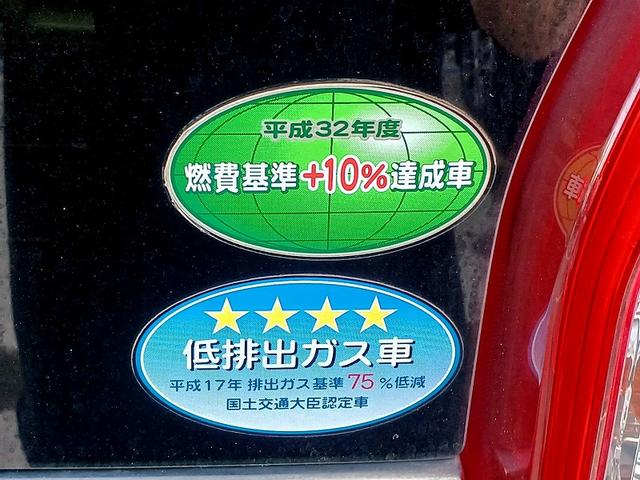 平成32年度
燃費基準+10%達成車
★★★★
低排出ガス車
平成17年 排出ガス基準75%低減
国土交通大臣認定車